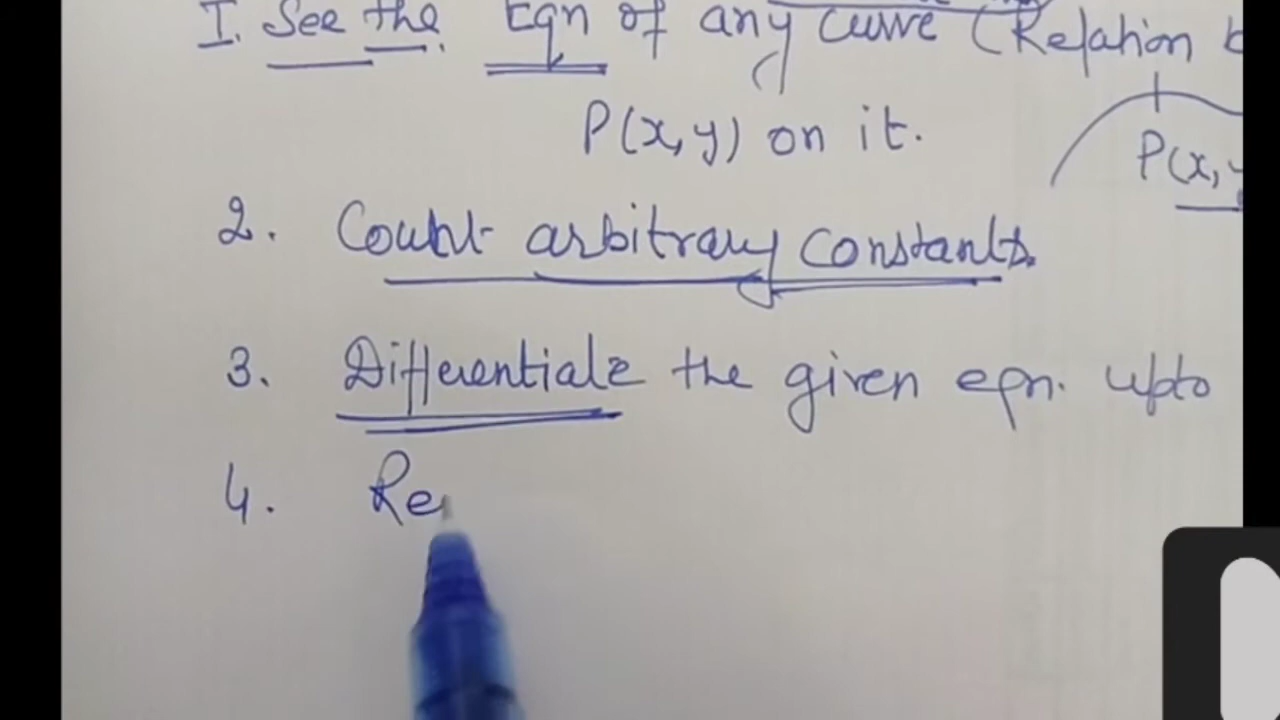 I. See the Eqn of any curve (Relation
P(x,y) on it.
P(x,
2. Count arbitrary constants.
3. Differentiate the given eqn. upto
4. Re